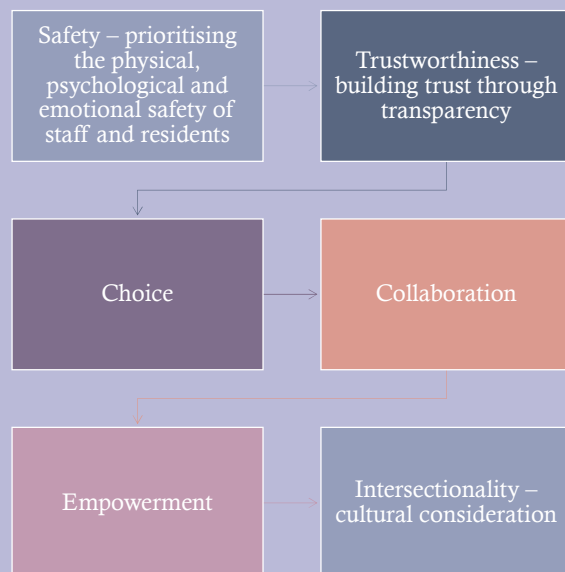 Safety – prioritising
the physical,
psychological and
emotional safety of
staff and residents
Trustworthiness –
building trust through
transparency
Choice
Collaboration
Empowerment
Intersectionality –
cultural consideration